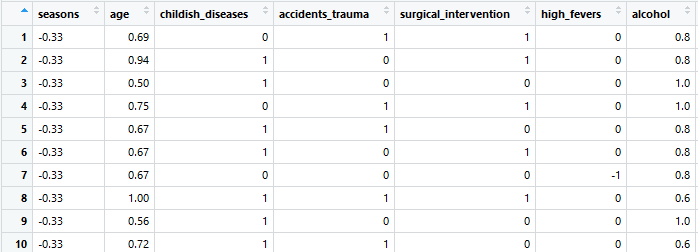 seasons age childish_diseases accidents_trauma surgical_intervention high_fevers alcohol
1 -0.33 0.69 0 1 1 0 0.8
2 -0.33 0.94 1 0 1 0 0.8
3 -0.33 0.50 1 0 0 0 1.0
4 -0.33 0.75 0 1 1 0 1.0
5 -0.33 0.67 1 1 0 0 0.8
6 -0.33 0.67 1 0 1 0 0.8
7 -0.33 0.67 0 0 0 -1 0.8
8 -0.33 1.00 1 1 1 0 0.6
9 -0.33 0.56 1 0 0 0 1.0
10 -0.33 0.72 1 1 0 0 0.6